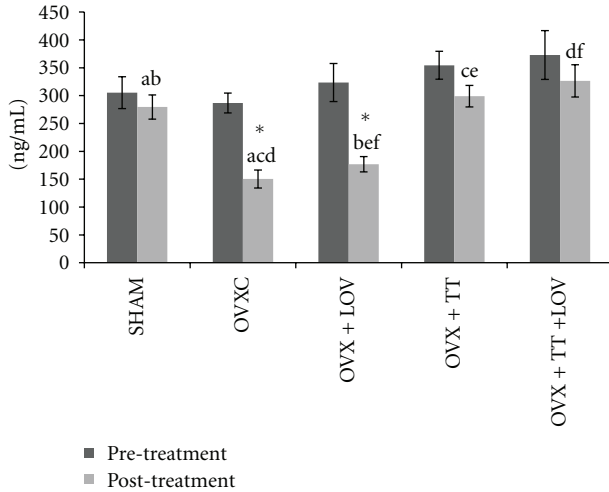 450
400
350
300
250
200
150
100
50
0
(ng/mL)
ab
*
acd
*
bef
ce
df
SHAM
OVXC
OVX + LOV
OVX + TT
OVX + TT +LOV
Pre-treatment
Post-treatment